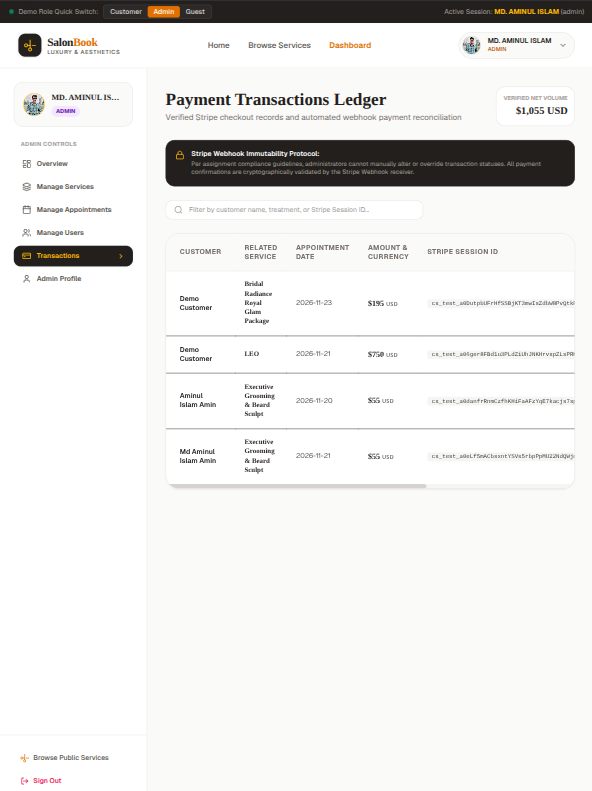 Demo Role Quick Switch: Customer Admin Guest Active Session: MD. AMINUL ISLAM (admin)
SalonBook
LUXURY & AESTHETICS
Home Browse Services Dashboard
MD. AMINUL ISLAM
ADMIN
MD. AMINUL IS...
ADMIN
ADMIN CONTROLS
Overview
Manage Services
Manage Appointments
Manage Users
Transactions
Admin Profile
Browse Public Services
Sign Out
Payment Transactions Ledger
Verified Stripe checkout records and automated webhook payment reconciliation
VERIFIED NET VOLUME
$1,055 USD
Stripe Webhook Immutability Protocol:
Per assignment compliance guidelines, administrators cannot manually alter or override transaction statuses. All payment
confirmations are cryptographically validated by the Stripe Webhook receiver.
Filter by customer name, treatment, or Stripe Session ID...
CUSTOMER
RELATED
SERVICE
APPOINTMENT
DATE
AMOUNT &
CURRENCY
STRIPE SESSION ID
Demo
Customer
Bridal
Radiance
Royal
Glam
Package
2026-11-23
$195 USD
Demo
Customer
LEO
2026-11-21
$750 USD
Aminul
Islam Amin
Executive
Grooming
& Beard
Sculpt
2026-11-20
$55 USD
Md Aminul
Islam Amin
Executive
Grooming
& Beard
Sculpt
2026-11-21
$55 USD